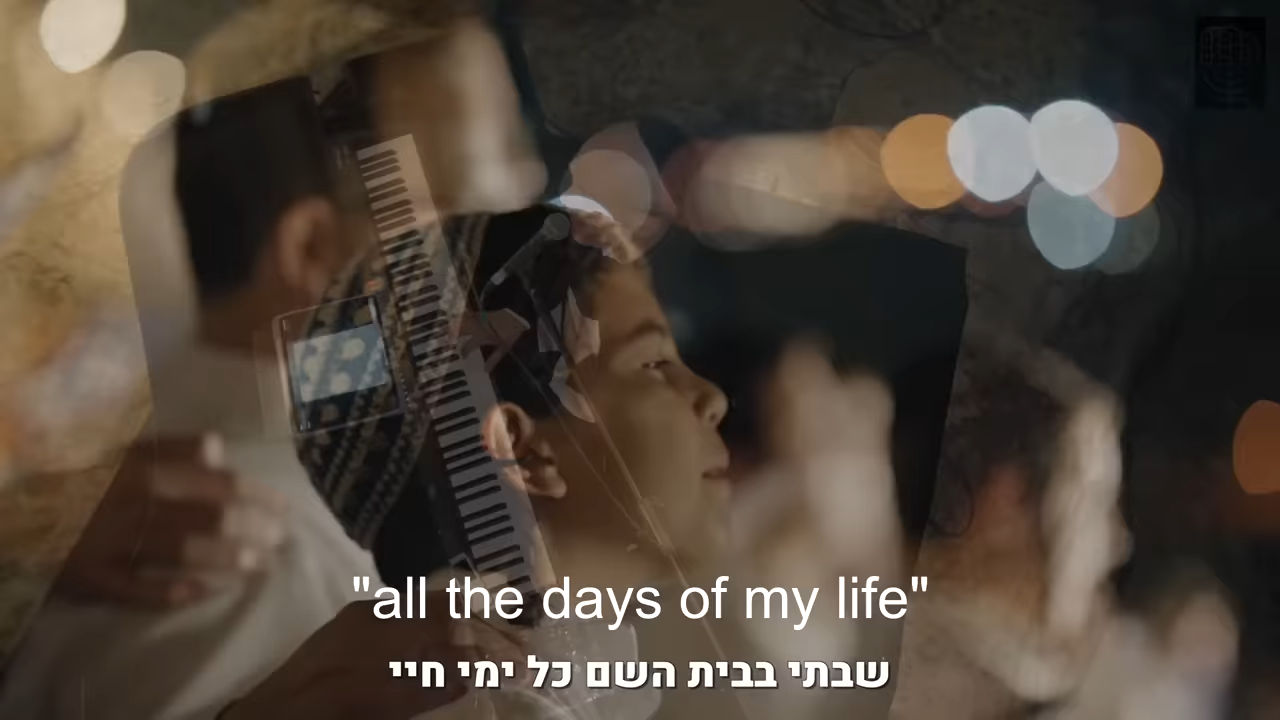 "all the days of my life"
שבתי בבית השם כל ימי חיי